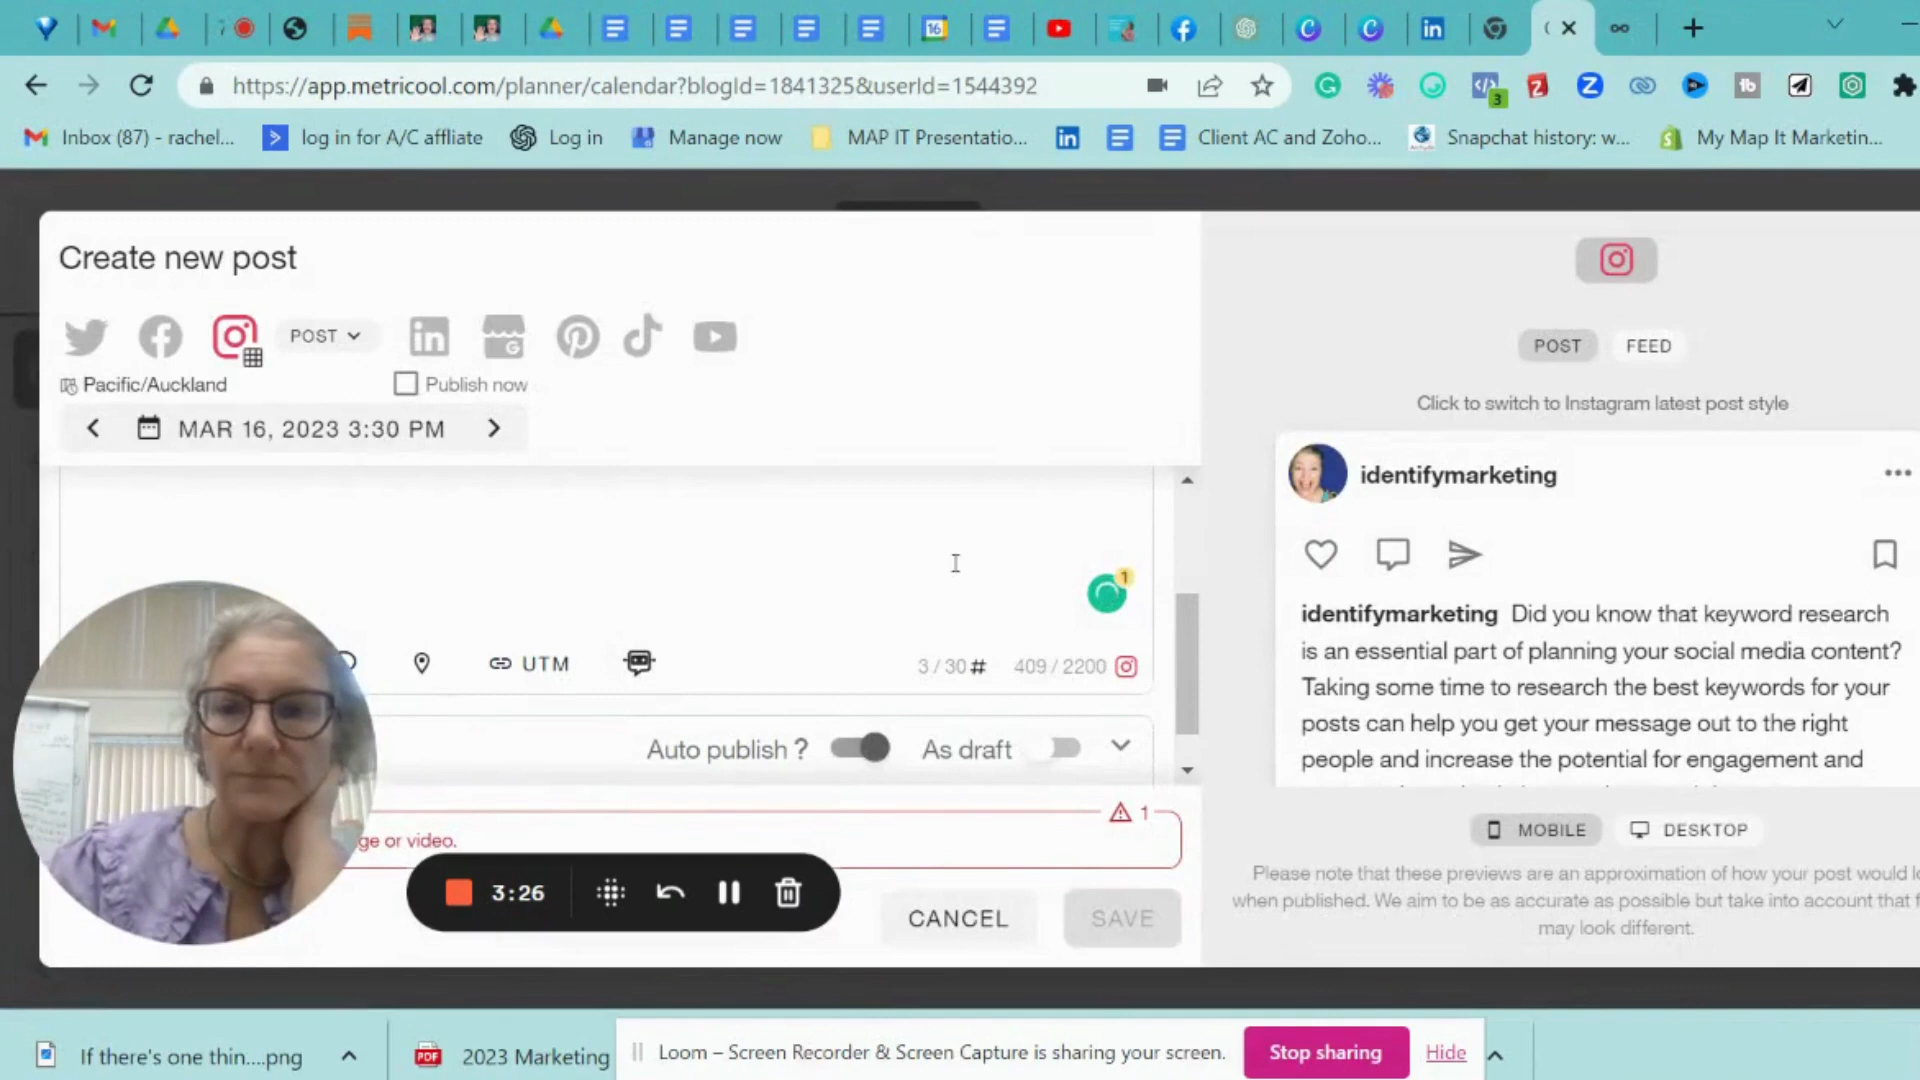 16
https://app.metricool.com/planner/calendar?blogId=1841325&userId=1544392
3
Inbox (87) - rachel...
log in for A/C affliate
Log in
Manage now
MAP IT Presentatio...
Client AC and Zoho...
Snapchat history: w...
My Map It Marketin...
Create new post
POST
Pacific/Auckland
Publish now
MAR 16, 2023 3:30 PM
POST
FEED
Click to switch to Instagram latest post style
identifymarketing
identifymarketing Did you know that keyword research
is an essential part of planning your social media content?
Taking some time to research the best keywords for your
posts can help you get your message out to the right
people and increase the potential for engagement and
1
UTM
3 / 30 #
409 / 2200
Auto publish ?
As draft
1
ge or video.
3:26
CANCEL
SAVE
MOBILE
DESKTOP
Please note that these previews are an approximation of how your post would lo
when published. We aim to be as accurate as possible but take into account that f
may look different.
If there's one thin....png
PDF
2023 Marketing
Loom – Screen Recorder & Screen Capture is sharing your screen.
Stop sharing
Hide